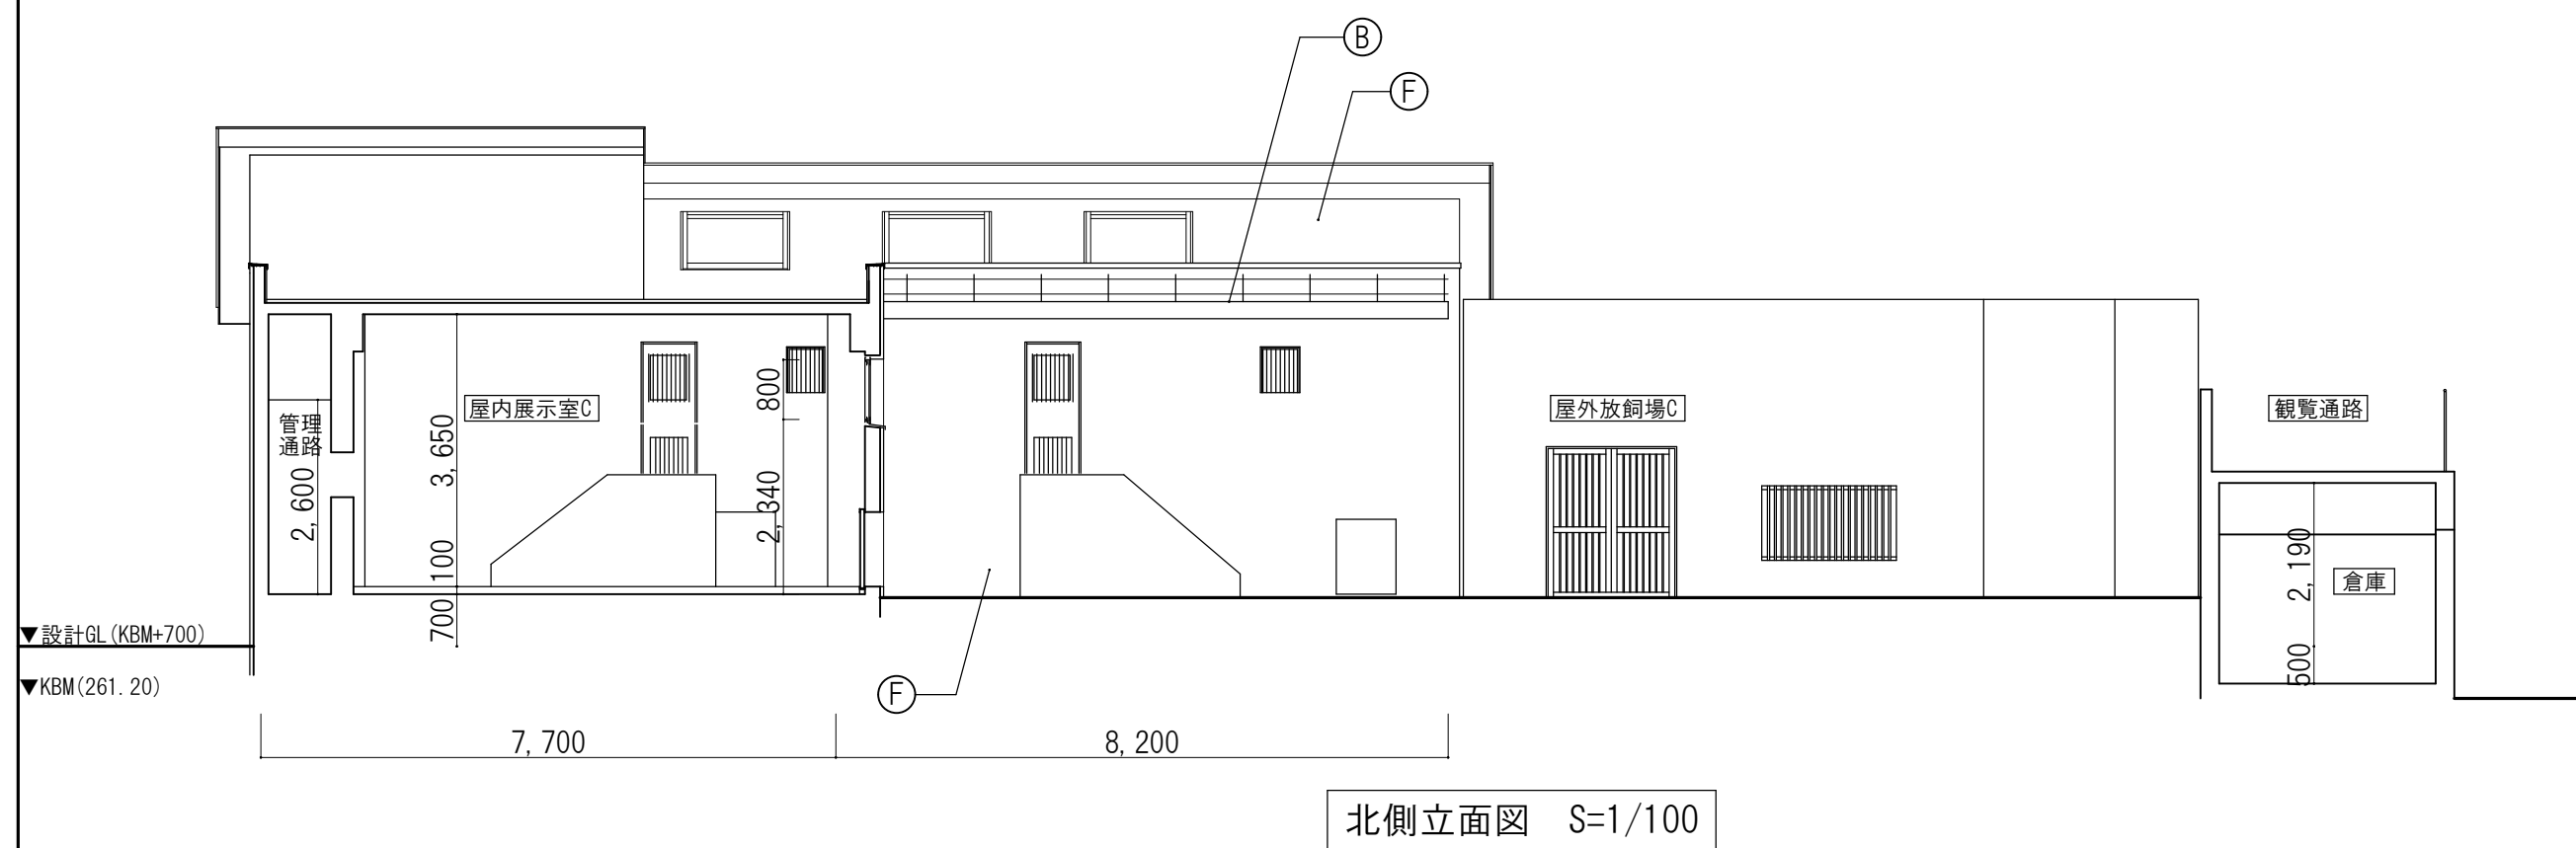 B
F
屋内展示室C
屋外放飼場C
観覧通路
管理
通路
800
3,650
2,600
2,340
100
700
2,190
倉庫
500
▼設計GL(KBM+700)
▼KBM(261.20)
F
7,700
8,200
北側立面図 S=1/100